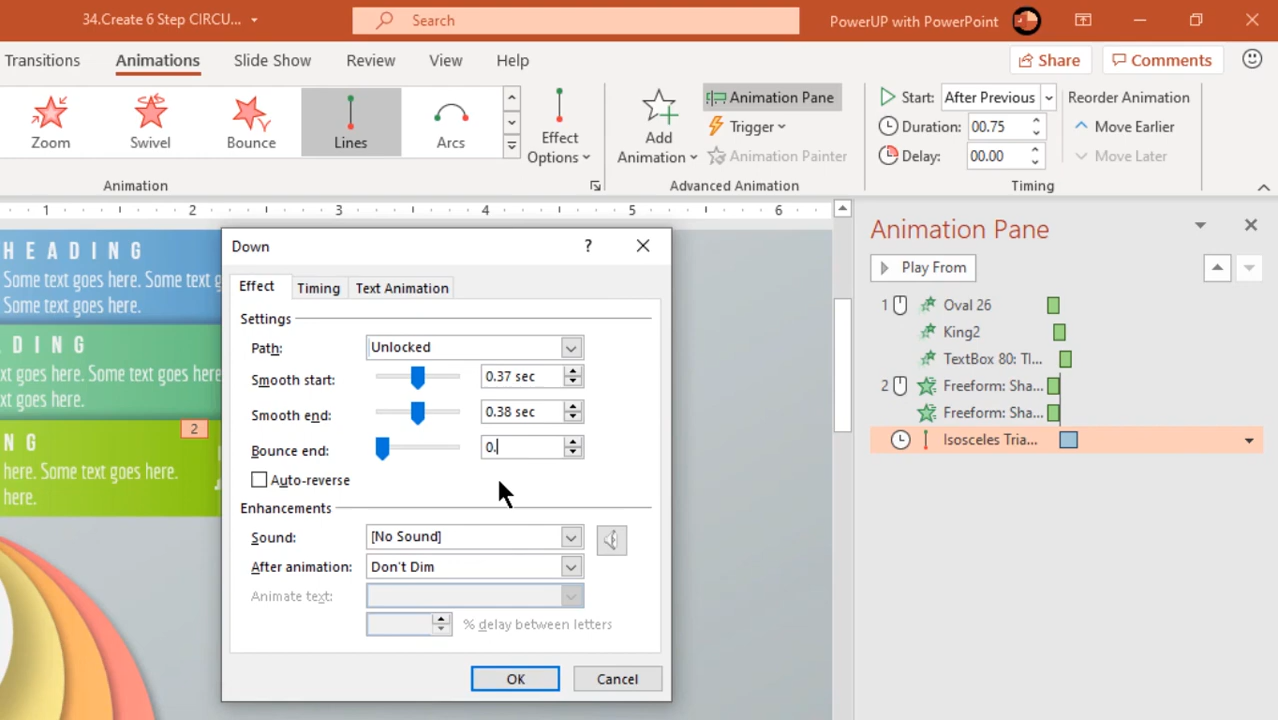 34.Create 6 Step CIRCU...
Search
PowerUP with PowerPoint
Transitions
Animations
Slide Show
Review
View
Help
Share
Comments
Zoom
Swivel
Bounce
Lines
Arcs
Effect
Options
Add
Animation
Animation Pane
Trigger
Animation Painter
Start: After Previous
Duration: 00.75
Delay: 00.00
Reorder Animation
Move Earlier
Move Later
Animation
Advanced Animation
Timing
1 2 3 4 5 6
HEADING
Some text goes here. Some text g
Some text goes here.
DING
xt goes here. Some text goes here
xt goes here.
2
NG
here. Some text goes here.
here.
Down
?
Effect
Timing
Text Animation
Settings
Path: Unlocked
Smooth start: 0.37 sec
Smooth end: 0.38 sec
Bounce end: 0.
Auto-reverse
Enhancements
Sound: [No Sound]
After animation: Don't Dim
Animate text:
% delay between letters
OK
Cancel
Animation Pane
Play From
1 Oval 26
King2
TextBox 80: Tl...
2 Freeform: Sha...
Freeform: Sha...
Isosceles Tria...